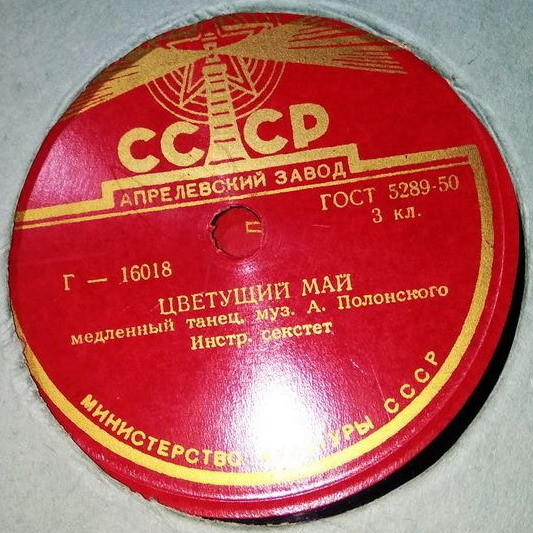 СССР
АПРЕЛЕВСКИЙ ЗАВОД
ГОСТ 5289-50
3 кл.
Г — 16018
ЦВЕТУЩИЙ МАЙ
медленный танец, муз. А. Полонского
Инстр. секстет
МИНИСТЕРСТВО КУЛЬТУРЫ СССР